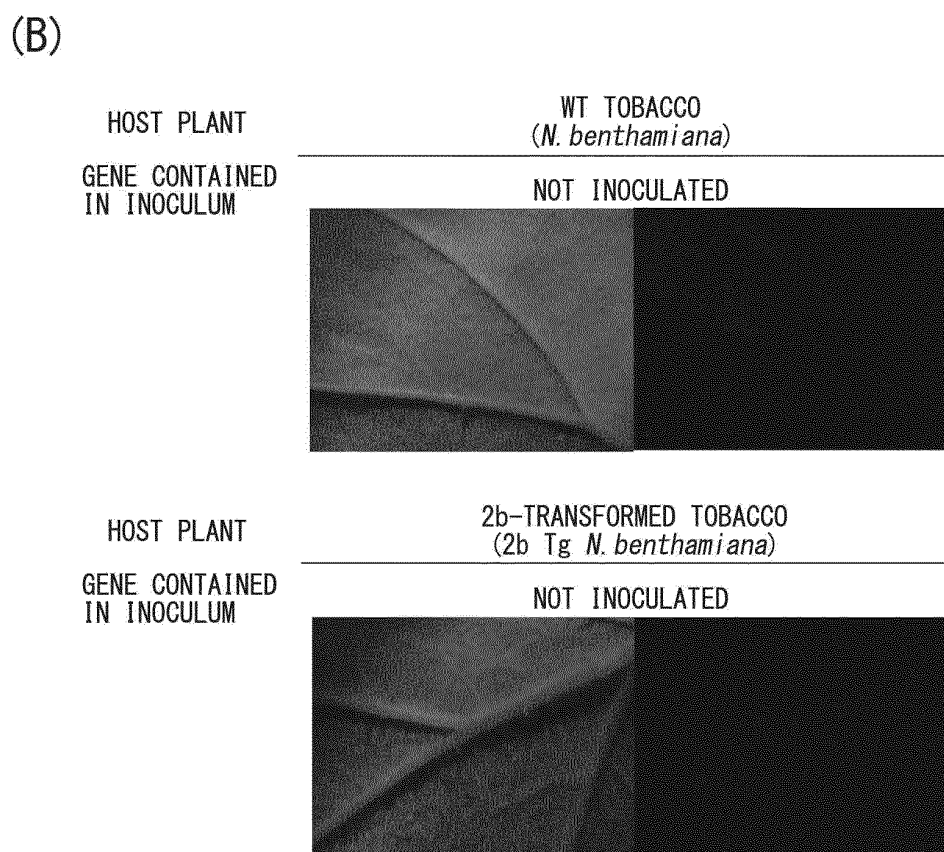 (B)
HOST PLANT
WT TOBACCO
(N. benthamiana)
GENE CONTAINED
IN INOCULUM
NOT INOCULATED
HOST PLANT
2b-TRANSFORMED TOBACCO
(2b Tg N. benthamiana)
GENE CONTAINED
IN INOCULUM
NOT INOCULATED